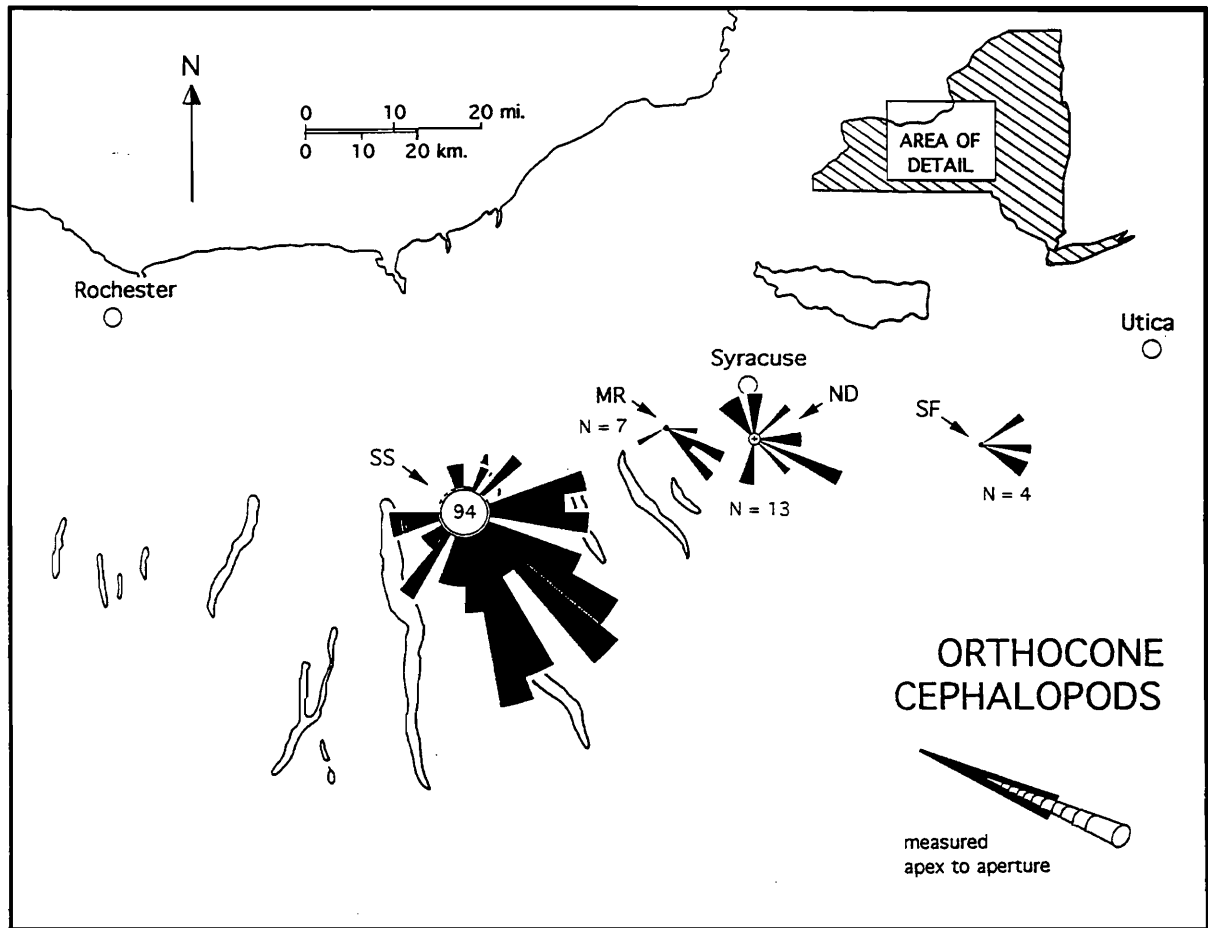 N
0 10 20 mi.
0 10 20 km.
AREA OF
DETAIL
Rochester
Utica
Syracuse
MR
ND
SF
N = 7
SS
94
N = 13
N = 4
ORTHOCONE
CEPHALOPODS
measured
apex to aperture